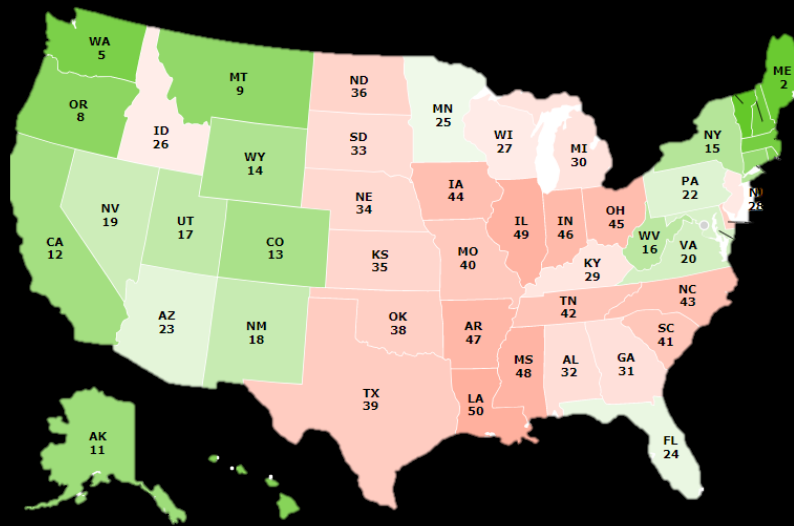 WA
5
ME
2
MT
9
ND
36
OR
8
MN
25
ID
26
SD
33
WI
27
MI
30
NY
15
WY
14
PA
22
IA
44
NE
34
NJ
28
NV
19
UT
17
CO
13
IL
49
IN
46
OH
45
WV
16
VA
20
CA
12
KS
35
MO
40
KY
29
NC
43
AZ
23
NM
18
OK
38
AR
47
TN
42
SC
41
MS
48
AL
32
GA
31
TX
39
LA
50
AK
11
FL
24